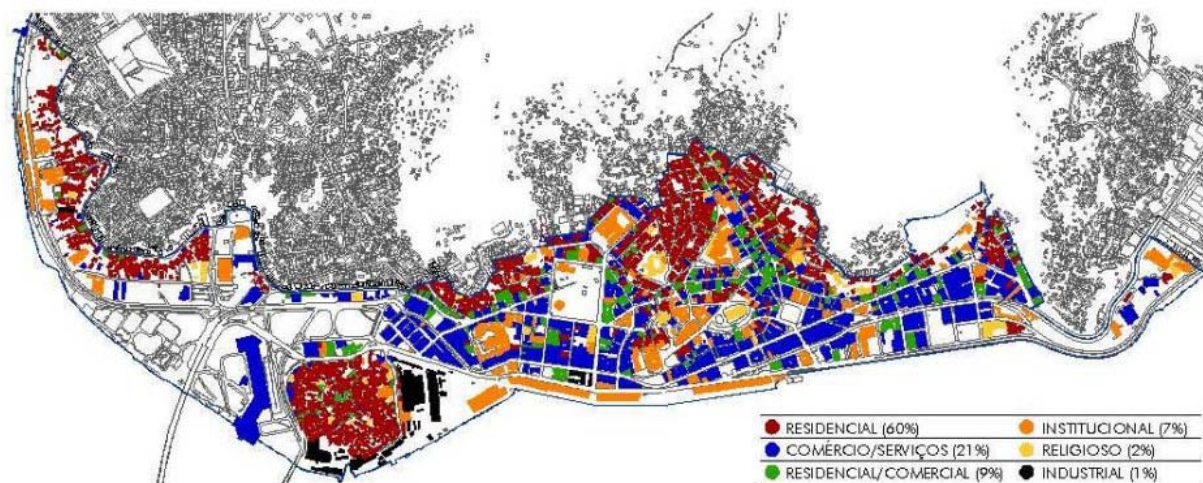 RESIDENCIAL (60%)
INSTITUCIONAL (7%)
COMÉRCIO/SERVIÇOS (21%)
RELIGIOSO (2%)
RESIDENCIAL/COMERCIAL (9%)
INDUSTRIAL (1%)